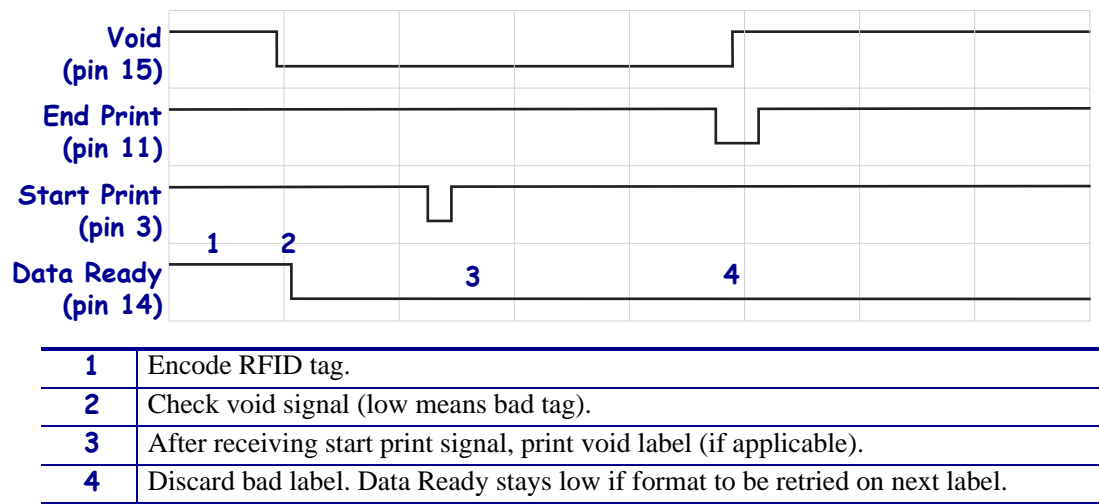 Void
(pin 15)
End Print
(pin 11)
Start Print
(pin 3)
1 2
Data Ready
(pin 14)
3 4
1 Encode RFID tag.
2 Check void signal (low means bad tag).
3 After receiving start print signal, print void label (if applicable).
4 Discard bad label. Data Ready stays low if format to be retried on next label.